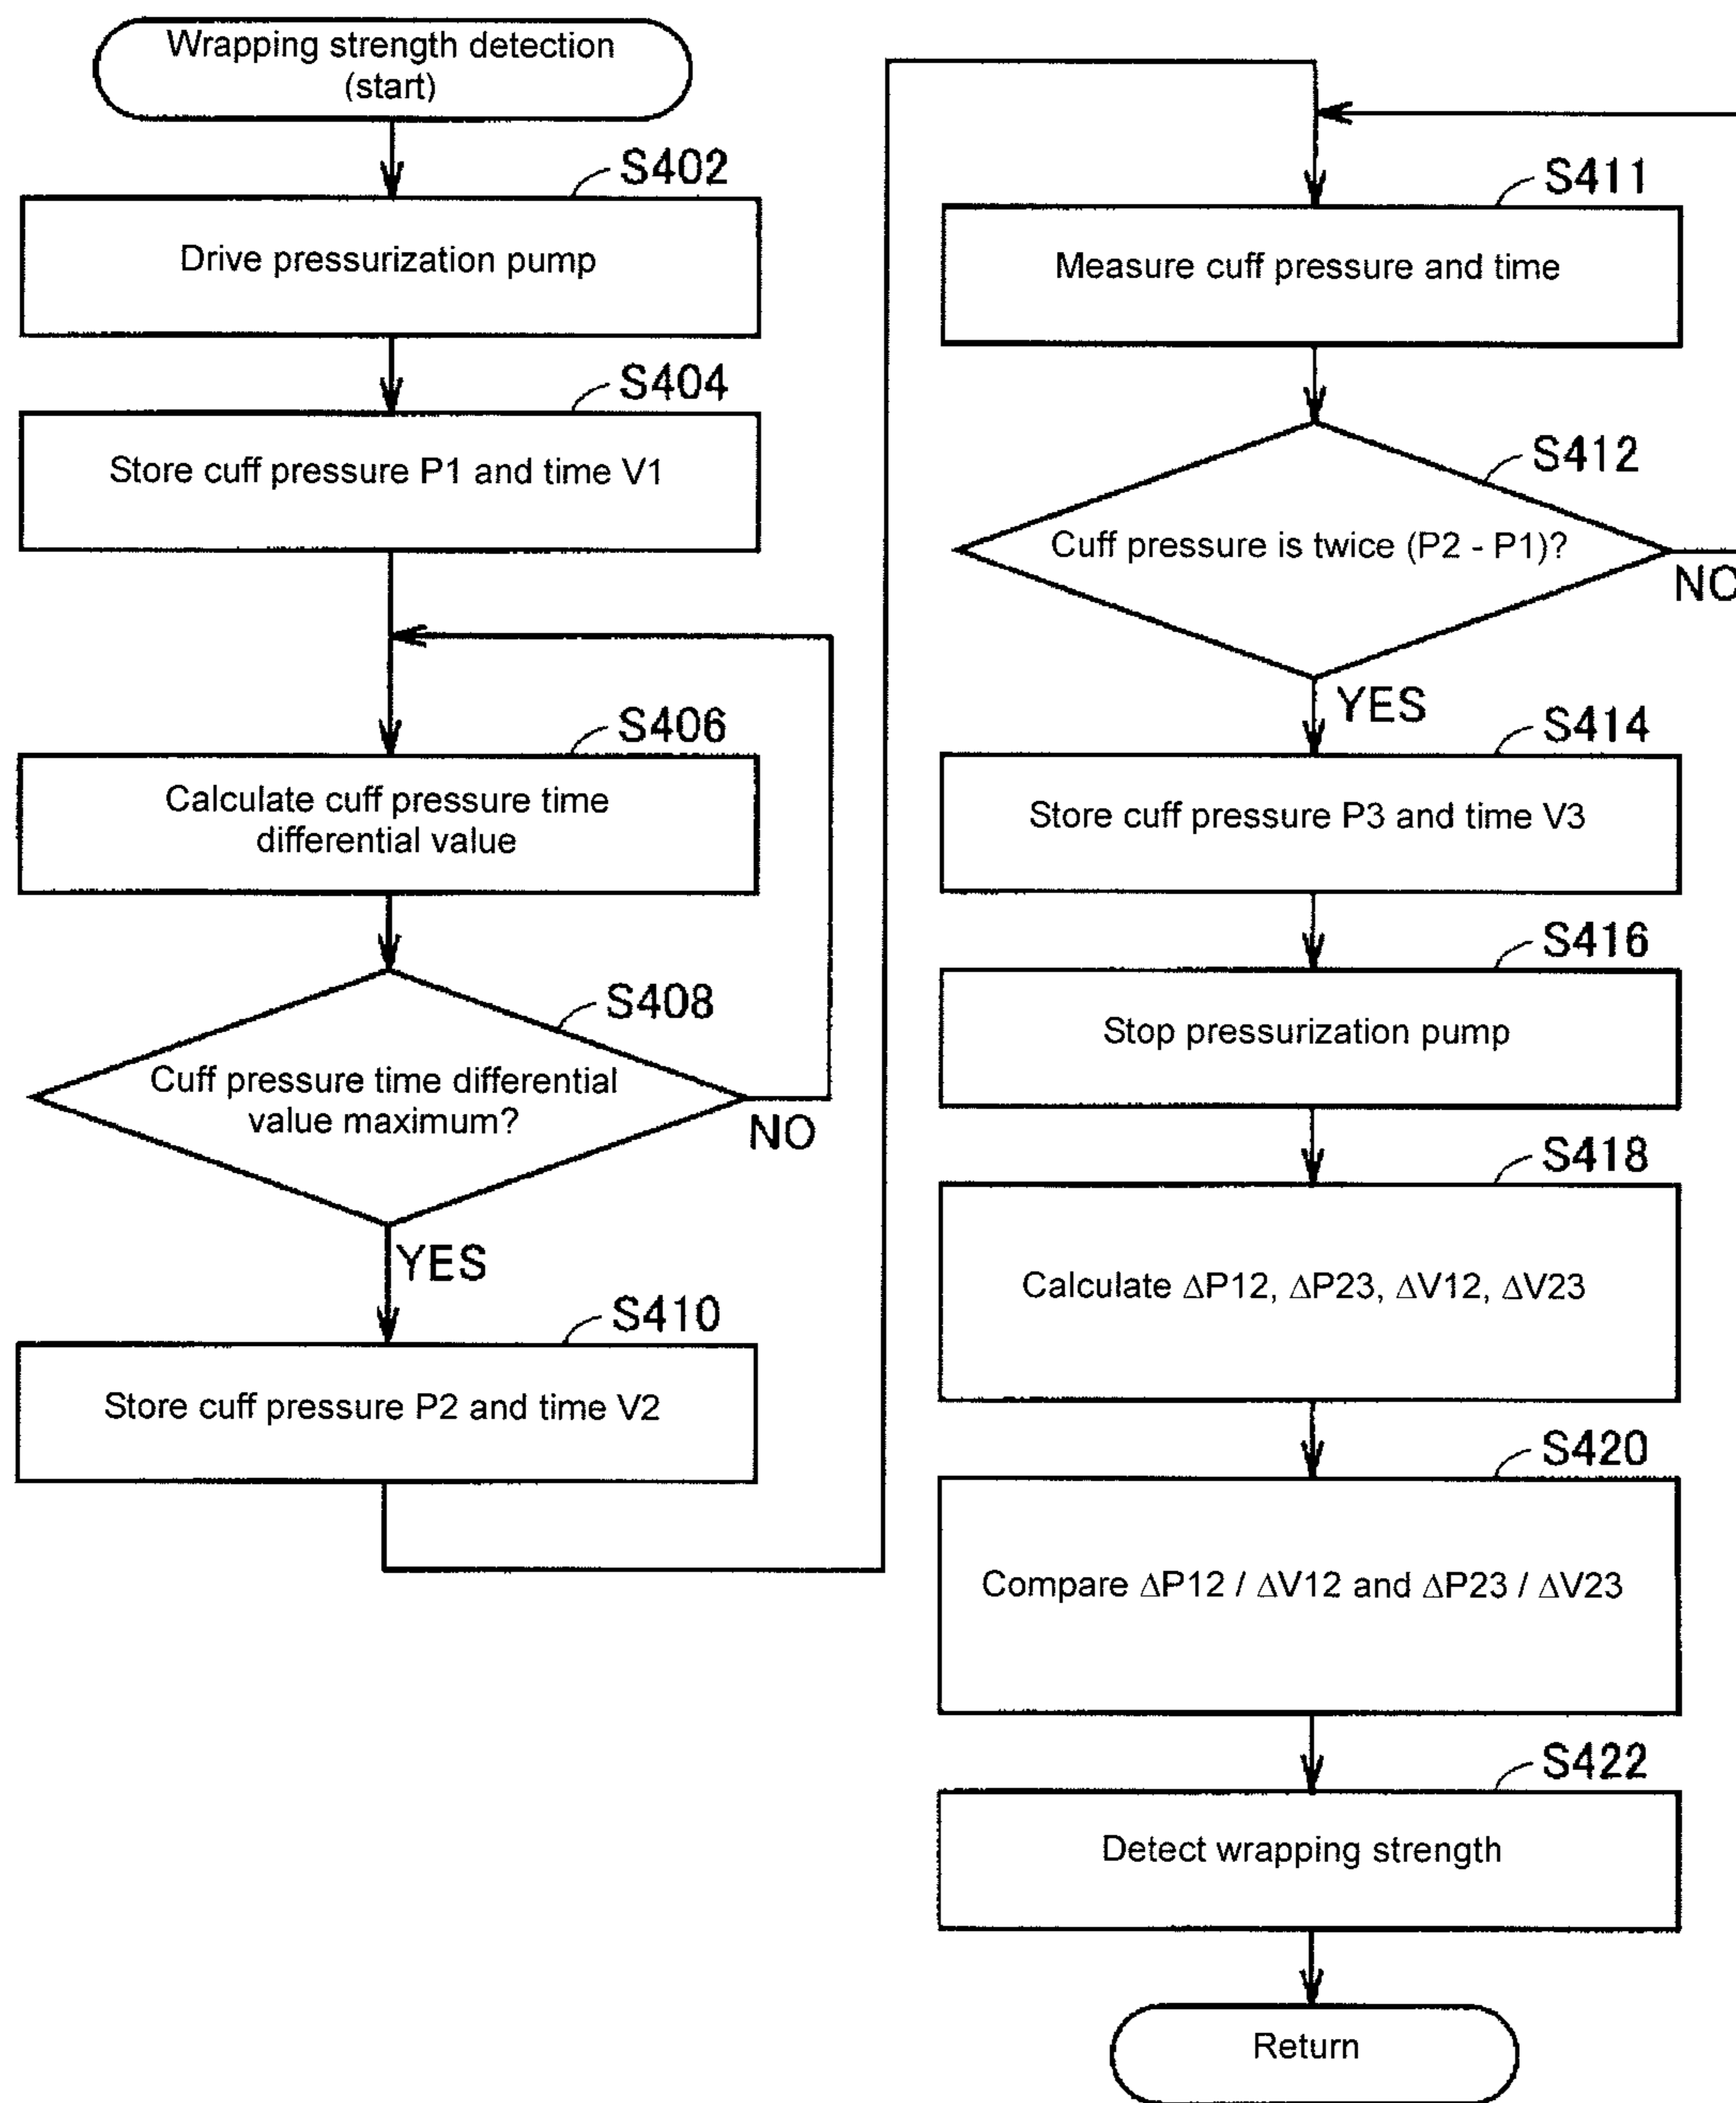 Wrapping strength detection
(start)
S402
Drive pressurization pump
S404
Store cuff pressure P1 and time V1
S406
Calculate cuff pressure time
differential value
S408
Cuff pressure time differential
value maximum?
NO
YES
S410
Store cuff pressure P2 and time V2
S411
Measure cuff pressure and time
S412
Cuff pressure is twice (P2 - P1)?
NO
YES
S414
Store cuff pressure P3 and time V3
S416
Stop pressurization pump
S418
Calculate ΔP12, ΔP23, ΔV12, ΔV23
S420
Compare ΔP12 / ΔV12 and ΔP23 / ΔV23
S422
Detect wrapping strength
Return